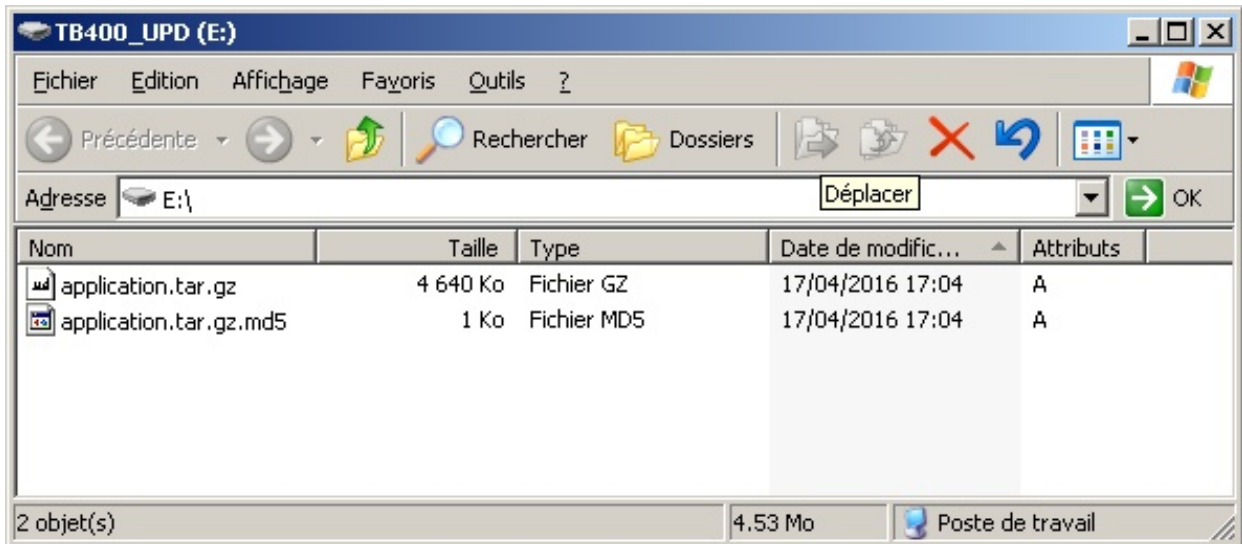 TB400_UPD (E:)
Fichier Edition Affichage Favoris Outils ?
Précédente Rechercher Dossiers
Adresse E:\ Déplacer OK
Nom Taille Type Date de modific... Attributs
application.tar.gz 4 640 Ko Fichier GZ 17/04/2016 17:04 A
application.tar.gz.md5 1 Ko Fichier MD5 17/04/2016 17:04 A
2 objet(s) 4.53 Mo Poste de travail